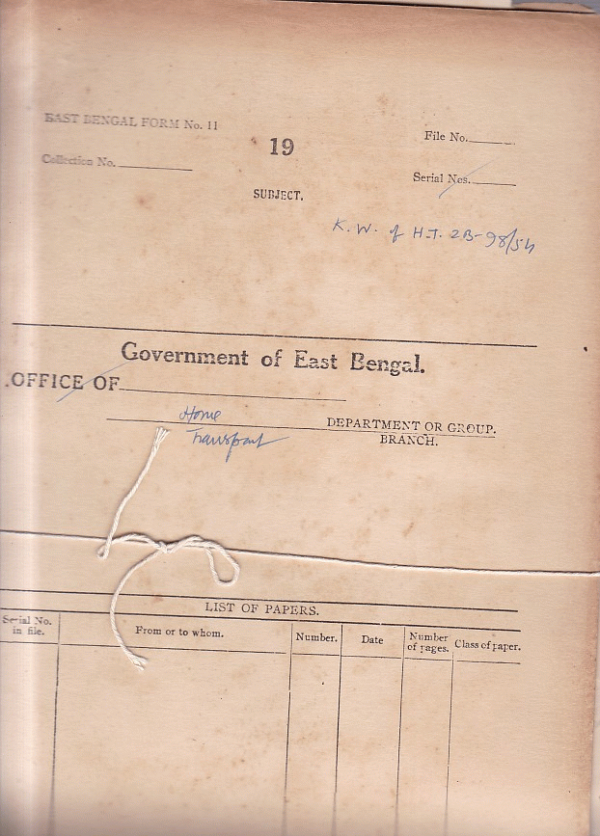 EAST BENGAL FORM No. 11
File No.
19
Collection No.
Serial Nos.
SUBJECT.
K.W. of H.T. 2B-98/54
Government of East Bengal.
OFFICE OF
Home
DEPARTMENT OR GROUP.
Transport
BRANCH.
LIST OF PAPERS.
Serial No. in file.
From or to whom.
Number.
Date
Number of pages.
Class of paper.